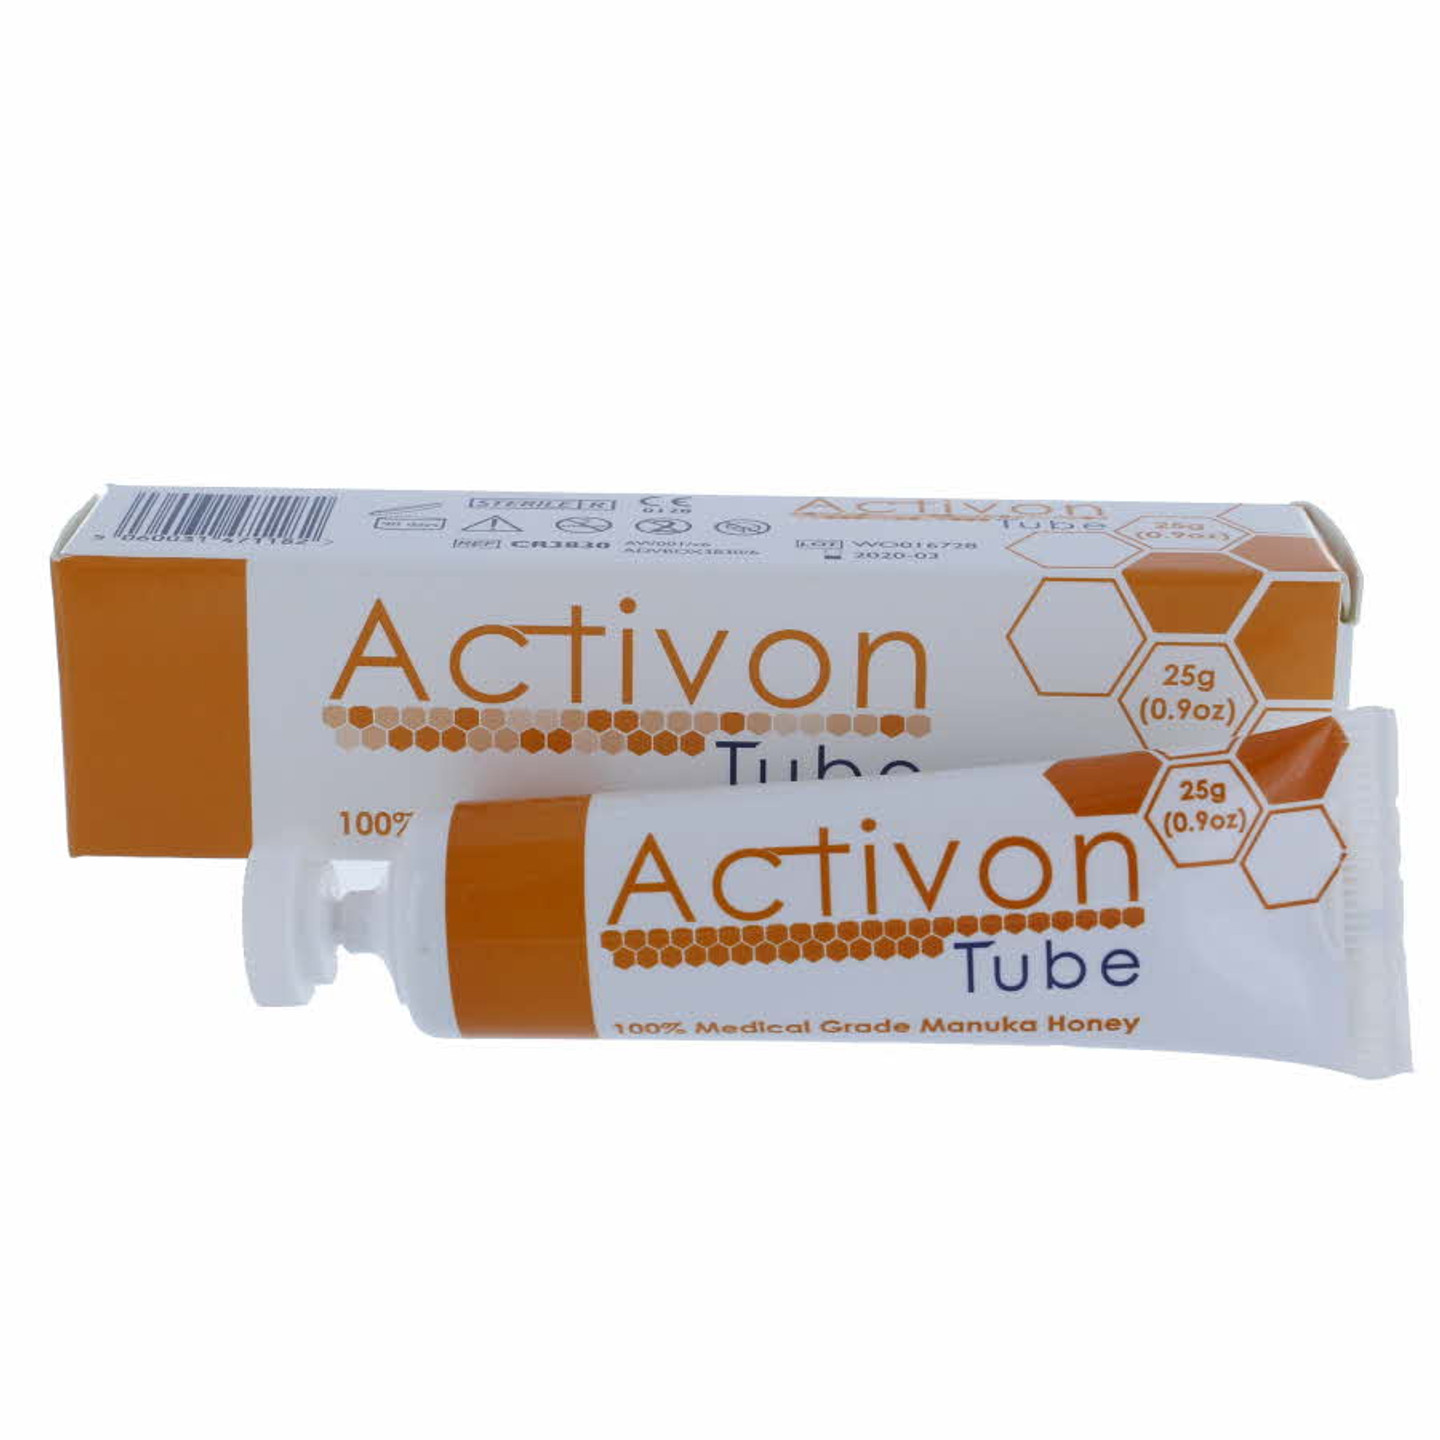 STERILE R
CE
0120
REF CR3830
LOT WO016728
2020-03
Activon
Tube
25g
(0.9oz)
Activon
Tube
25g
(0.9oz)
100%
Activon
Tube
25g
(0.9oz)
100% Medical Grade Manuka Honey